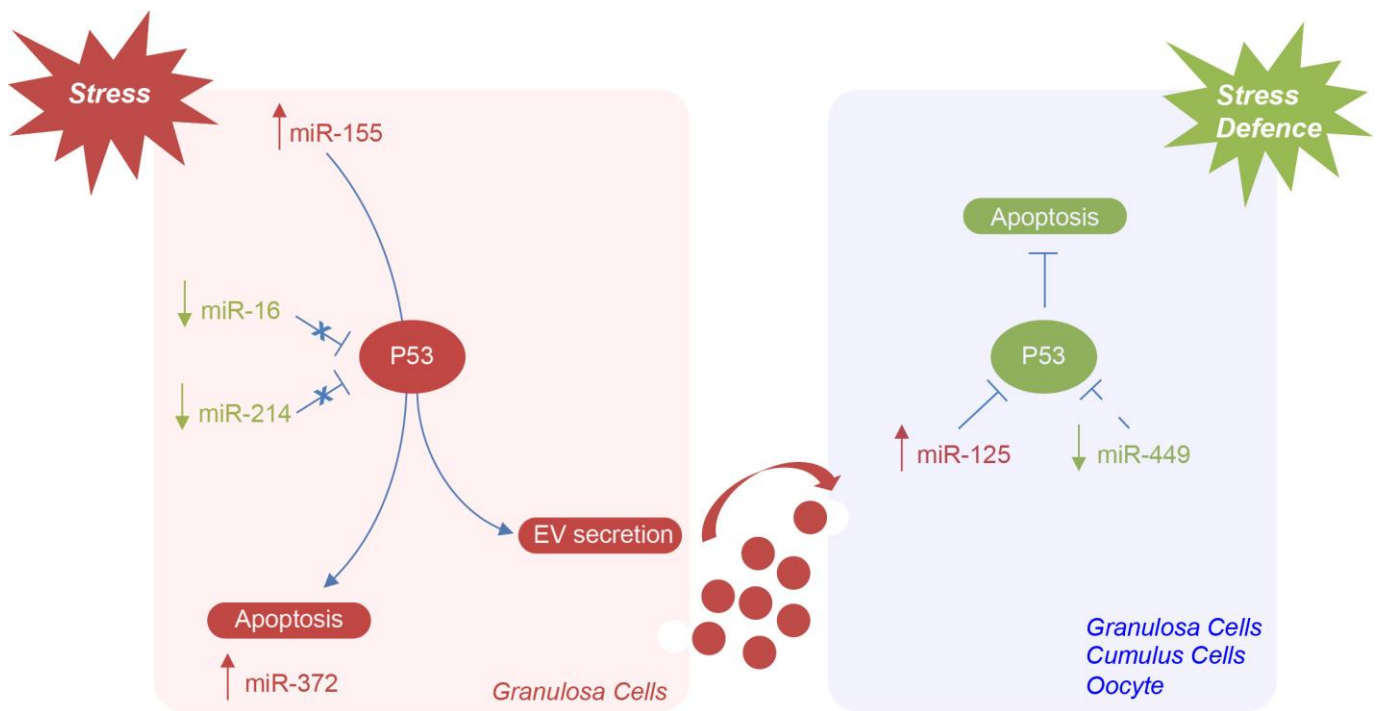 Stress
miR-155
miR-16
miR-214
P53
EV secretion
Apoptosis
miR-372
Granulosa Cells
Stress
Defence
Apoptosis
P53
miR-125
miR-449
Granulosa Cells
Cumulus Cells
Oocyte